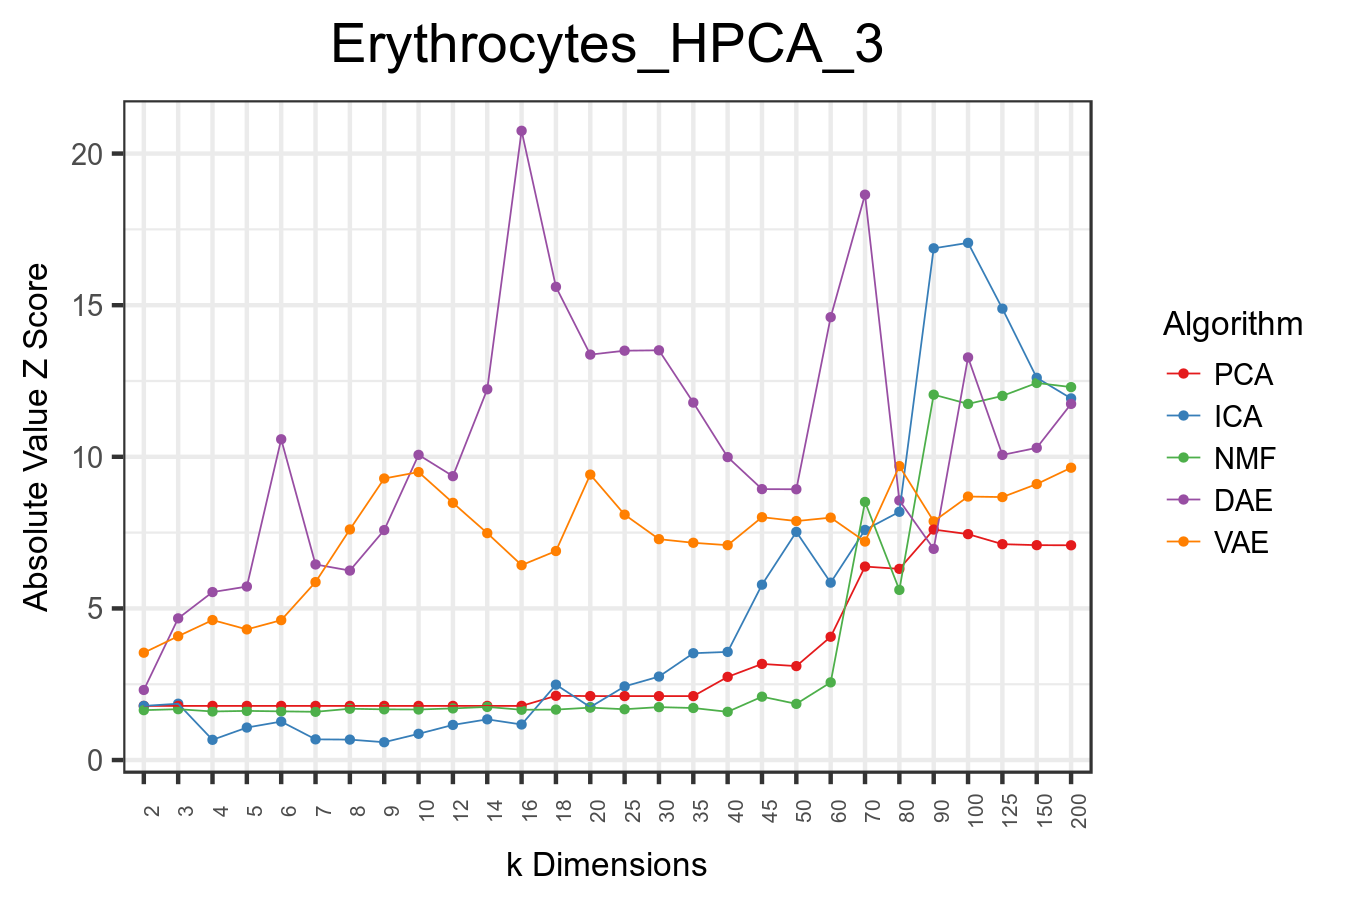 Erythrocytes_HPCA_3
Absolute Value Z Score
20
15
10
5
0
2 3 4 5 6 7 8 9 10 12 14 16 18 20 25 30 35 40 45 50 60 70 80 90 100 125 150 200
k Dimensions
Algorithm
PCA
ICA
NMF
DAE
VAE